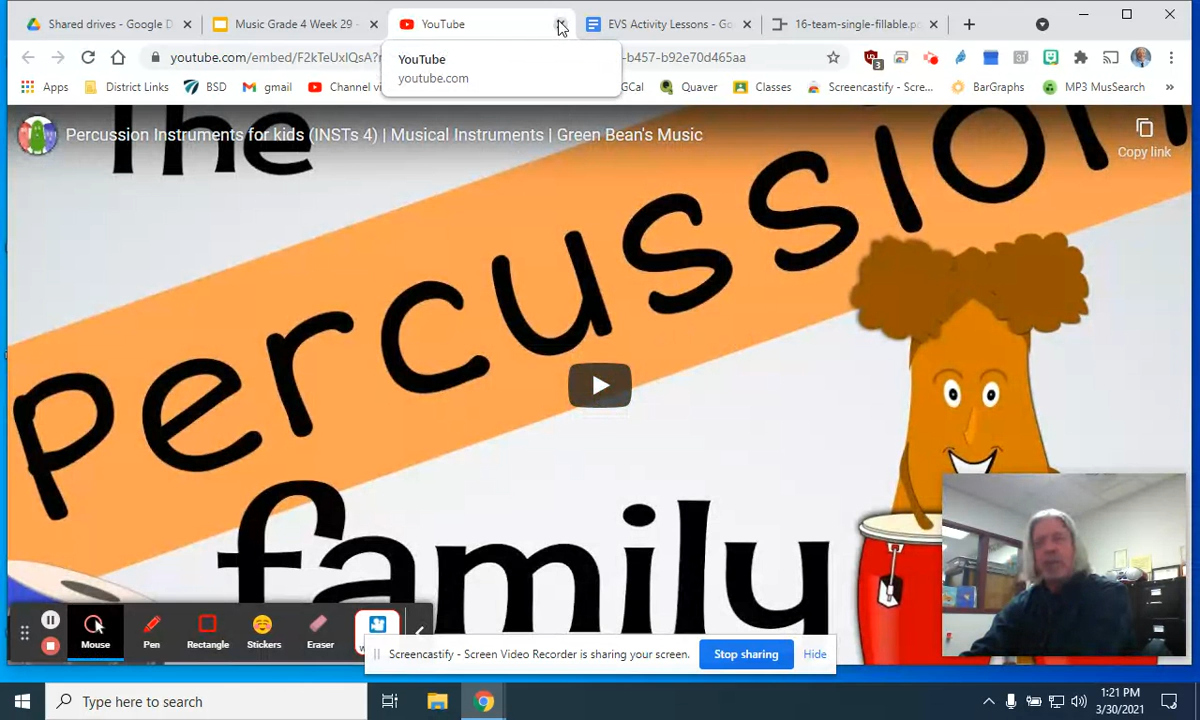 Shared drives - Google D
Music Grade 4 Week 29 -
YouTube
EVS Activity Lessons - Go
16-team-single-fillable.p
youtube.com/embed/F2kTeUxIQsA?
-b457-b92e70d465aa
YouTube
youtube.com
3
31
Apps
District Links
BSD
gmail
Channel vi
GCal
Quaver
Classes
Screencastify - Scre...
BarGraphs
MP3 MusSearch
»
Percussion Instruments for kids (INSTs 4) | Musical Instruments | Green Bean's Music
Copy link
The
Percussion
family
Mouse
Pen
Rectangle
Stickers
Eraser
Screencastify - Screen Video Recorder is sharing your screen.
Stop sharing
Hide
Type here to search
1:21 PM
3/30/2021